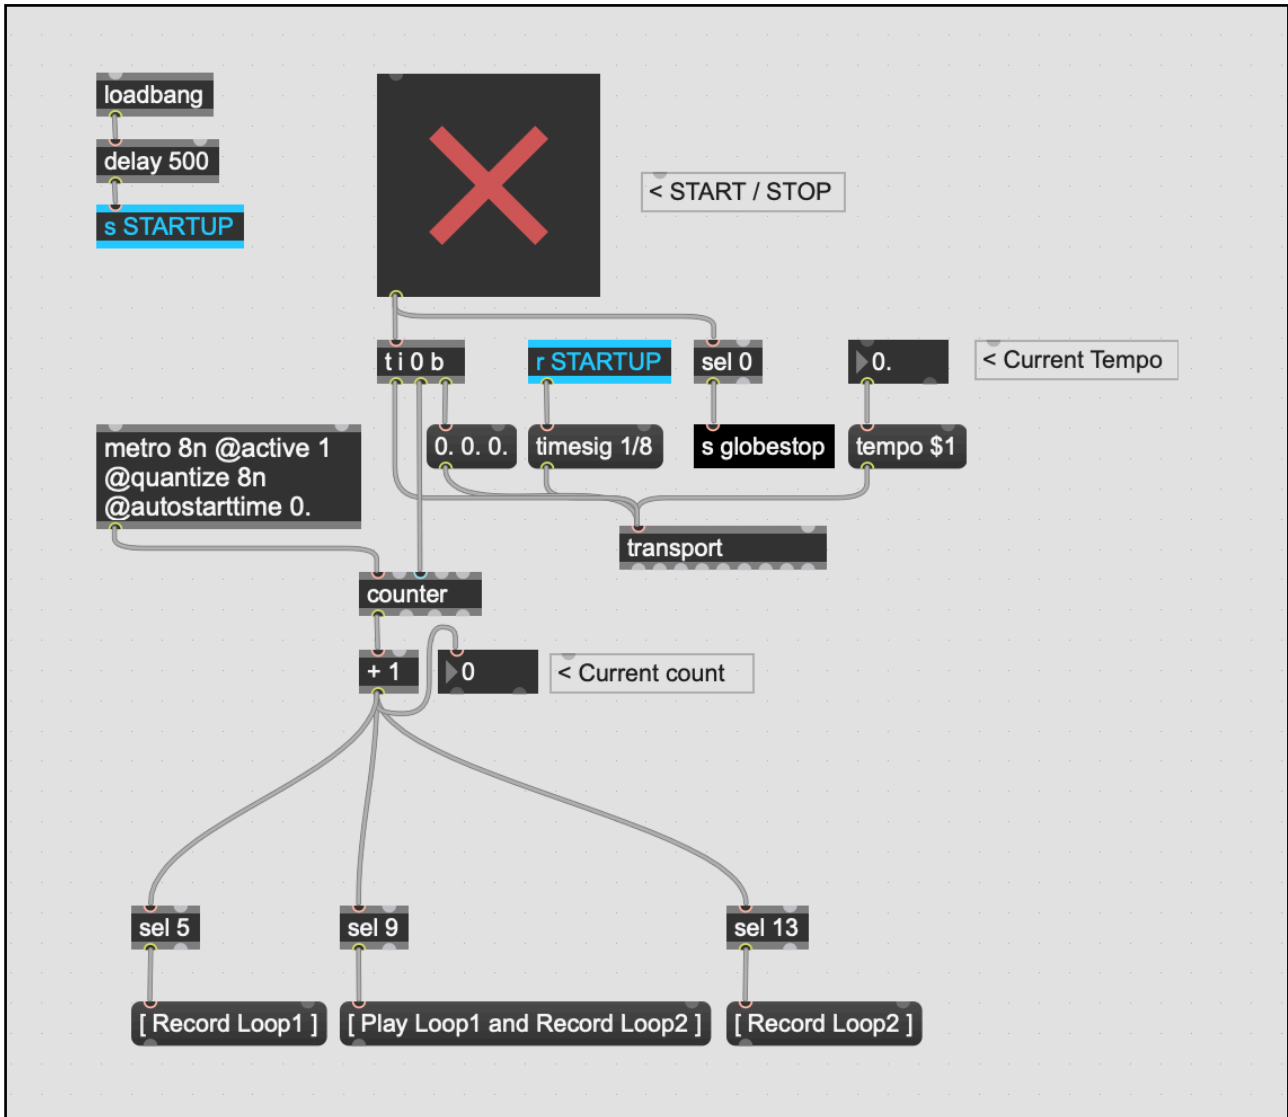 loadbang
delay 500
s STARTUP
< START / STOP
t i 0 b
r STARTUP
sel 0
0.
< Current Tempo
metro 8n @active 1
@quantize 8n
@autostarttime 0.
0. 0. 0.
timesig 1/8
s globestop
tempo $1
transport
counter
+ 1
0
< Current count
sel 5
sel 9
sel 13
[ Record Loop1 ]
[ Play Loop1 and Record Loop2 ]
[ Record Loop2 ]